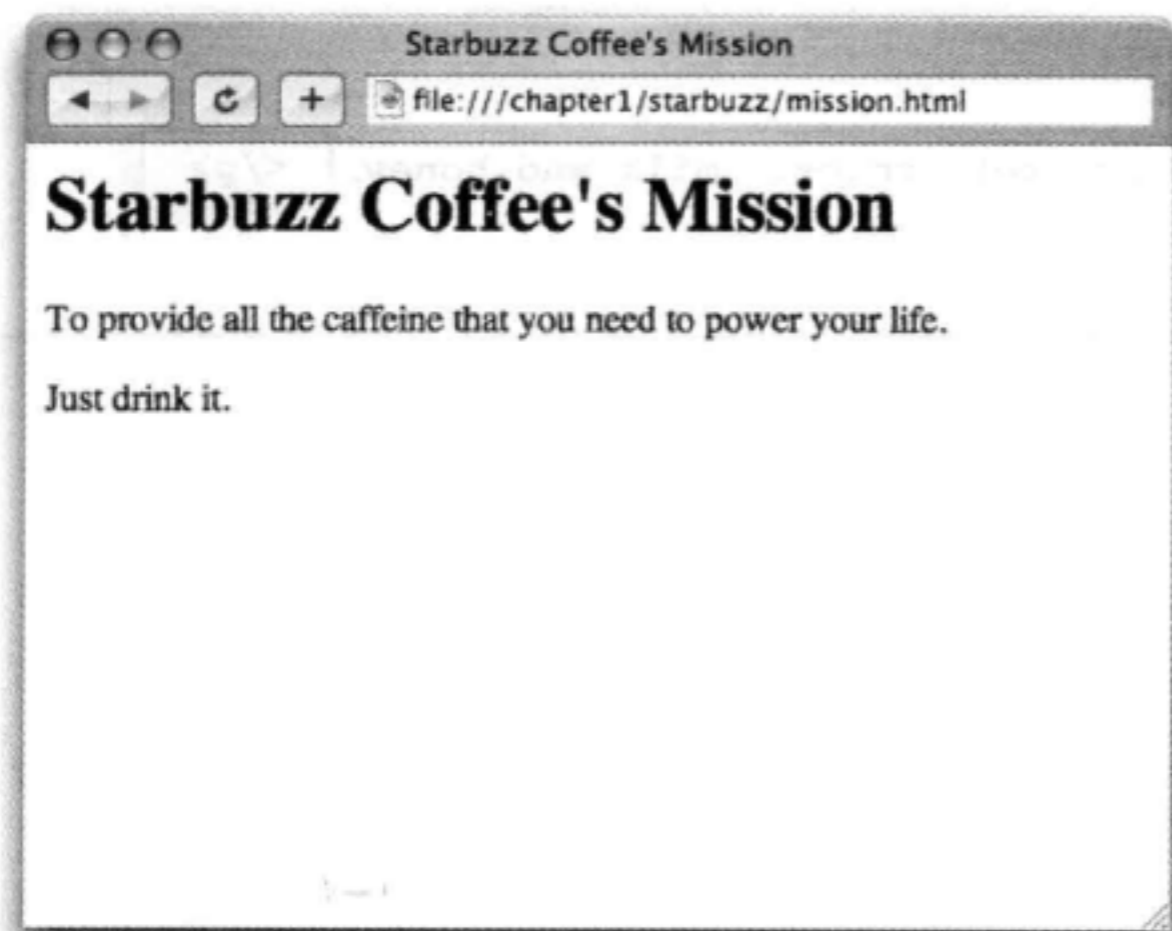 Starbuzz Coffee's Mission
file:///chapter1/starbuzz/mission.html
Starbuzz Coffee's Mission
To provide all the caffeine that you need to power your life.
Just drink it.